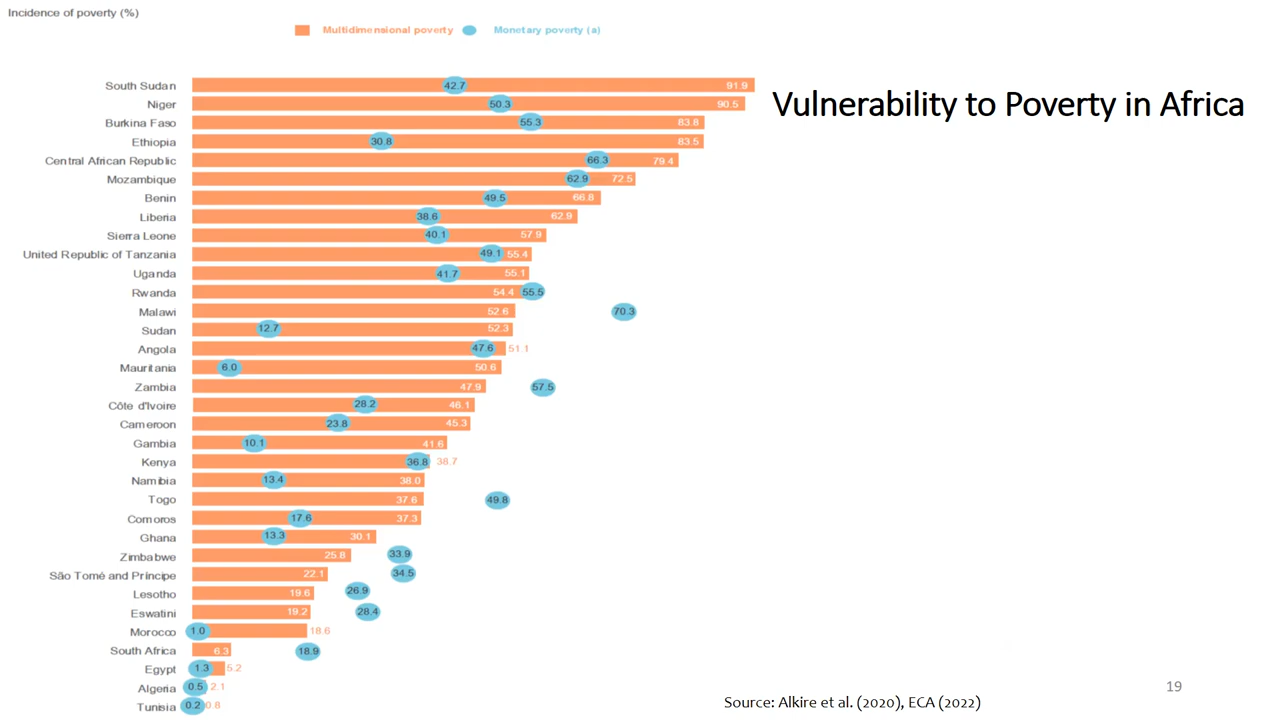 Incidence of poverty (%)
Multidimensional poverty Monetary poverty (a)
Vulnerability to Poverty in Africa
South Sudan 42.7 91.9
Niger 50.3 90.5
Burkina Faso 55.3 83.8
Ethiopia 30.8 83.5
Central African Republic 66.3 79.4
Mozambique 62.9 72.5
Benin 49.5 66.8
Liberia 38.6 62.9
Sierra Leone 40.1 57.9
United Republic of Tanzania 49.1 55.4
Uganda 41.7 55.1
Rwanda 54.4 55.5
Malawi 52.6 70.3
Sudan 12.7 52.3
Angola 47.6 51.1
Mauritania 6.0 50.6
Zambia 47.9 57.5
Côte d'Ivoire 28.2 46.1
Cameroon 23.8 45.3
Gambia 10.1 41.6
Kenya 36.8 38.7
Namibia 13.4 38.0
Togo 37.6 49.8
Comoros 17.6 37.3
Ghana 13.3 30.1
Zimbabwe 25.8 33.9
São Tomé and Príncipe 22.1 34.5
Lesotho 19.6 26.9
Eswatini 19.2 28.4
Morocco 1.0 18.6
South Africa 6.3 18.9
Egypt 1.3 5.2
Algeria 0.5 2.1
Tunisia 0.2 0.8
19
Source: Alkire et al. (2020), ECA (2022)